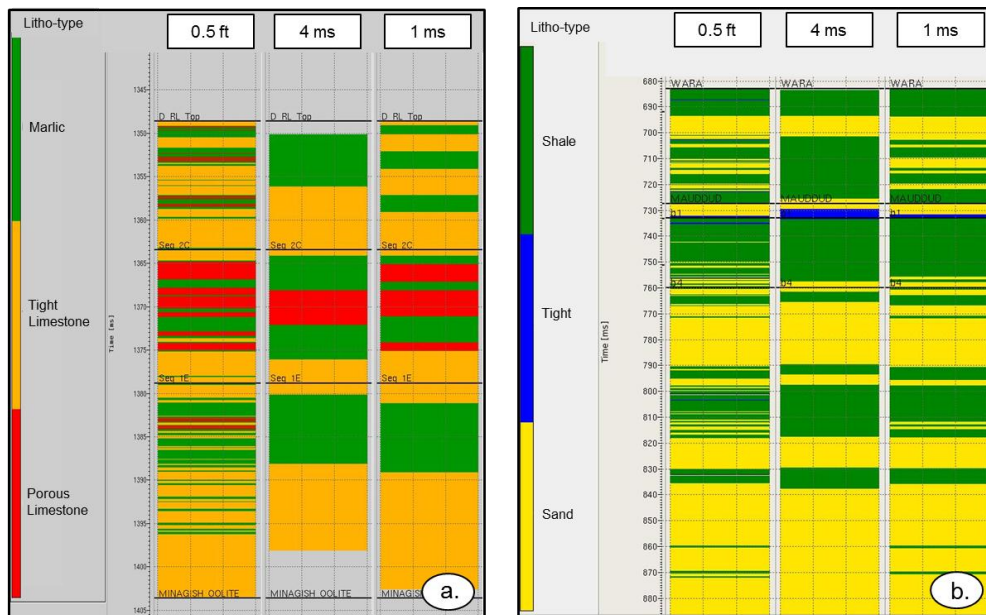 Litho-type
0.5 ft
4 ms
1 ms
Marlic
Tight
Limestone
Porous
Limestone
Time [ms]
1345
1350
1355
1360
1365
1370
1375
1380
1385
1390
1395
1400
1405
D_RL_Top
D_RL_Top
D_RL_Top
Seq_2C
Seq_2C
Seq_2C
Seq_1E
Seq_1E
Seq_1E
MINAGISH_OOLITE
MINAGISH_OOLITE
a.
Litho-type
0.5 ft
4 ms
1 ms
Shale
Tight
Sand
Time [ms]
680
690
700
710
720
730
740
750
760
770
780
790
800
810
820
830
840
850
860
870
880
WARA
WARA
WARA
MAUDDUD
MAUDDUD
MAUDDUD
b1
b1
b4
b4
b4
b.